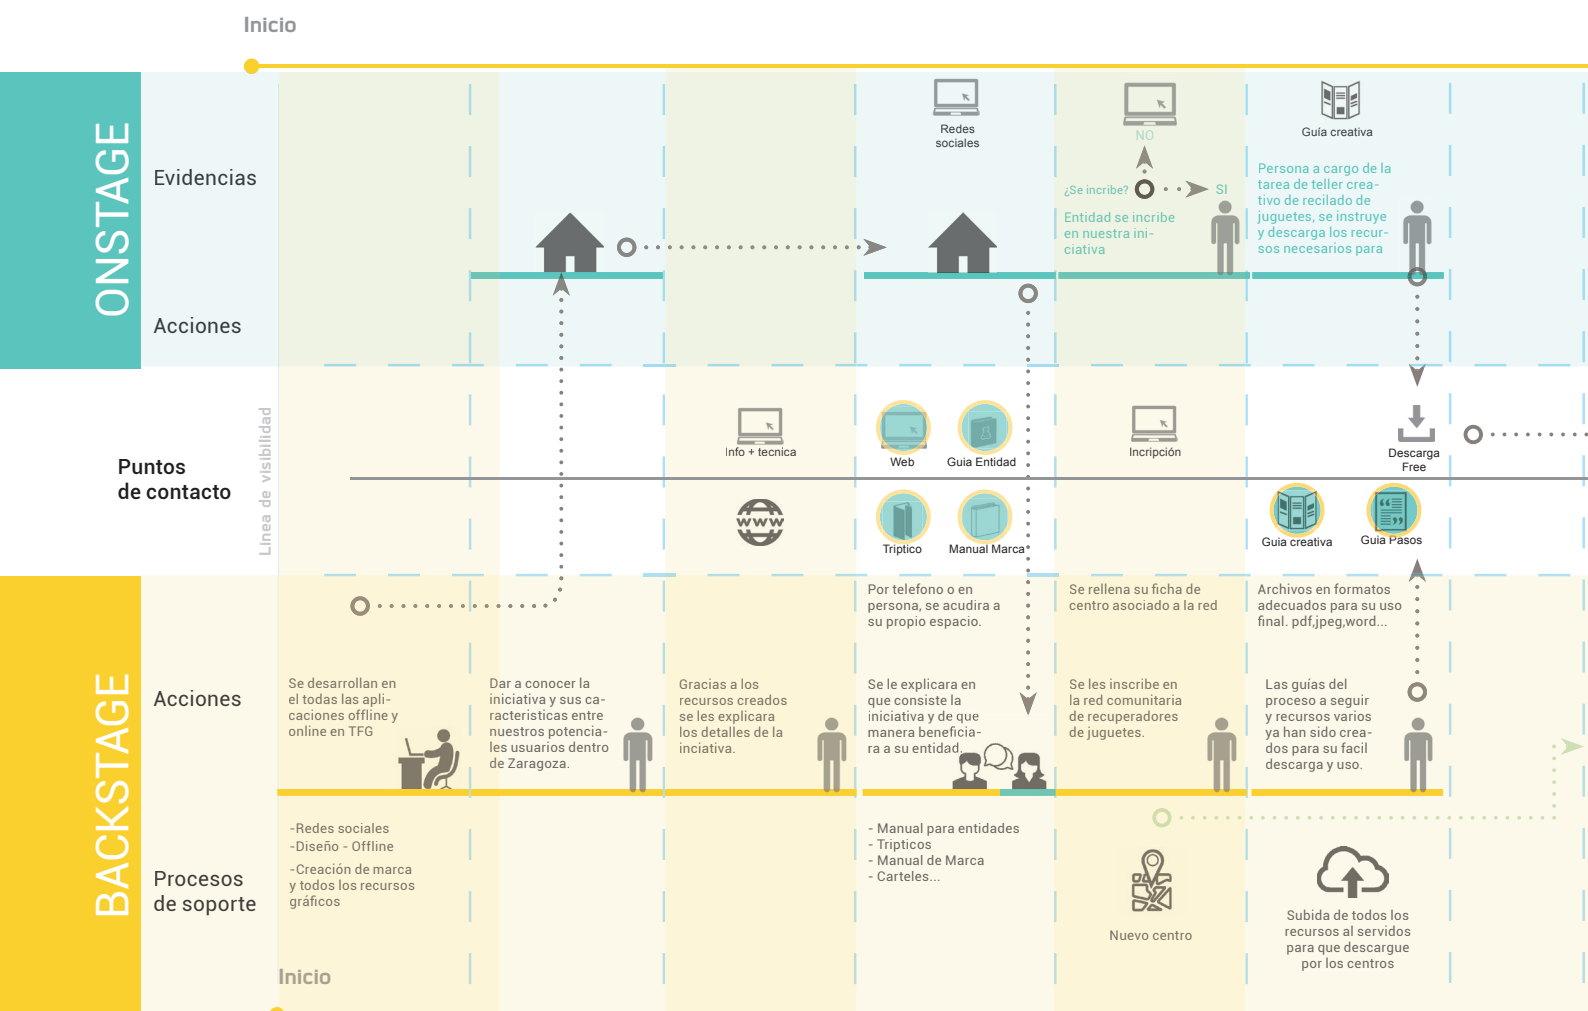 Inicio
ONSTAGE
Evidencias
Acciones
Redes
sociales
NO
¿Se incribe?
SI
Entidad se incribe
en nuestra ini-
ciativa
Guía creativa
Persona a cargo de la
tarea de teller crea-
tivo de recilado de
juguetes, se instruye
y descarga los recur-
sos necesarios para
Puntos
de contacto
Linea de visibilidad
Info + tecnica
www
Web
Guia Entidad
Triptico
Manual Marca
Incripción
Descarga
Free
Guia creativa
Guia Pasos
BACKSTAGE
Acciones
Se desarrollan en
el todas las apli-
caciones offline y
online en TFG
Dar a conocer la
iniciativa y sus ca-
racteristicas entre
nuestros potencia-
les usuarios dentro
de Zaragoza.
Gracias a los
recursos creados
se les explicara
los detalles de la
inciativa.
Por telefono o en
persona, se acudira a
su propio espacio.
Se le explicara en
que consiste la
iniciativa y de que
manera beneficia-
ra a su entidad.
Se rellena su ficha de
centro asociado a la red
Se les inscribe en
la red comunitaria
de recuperadores
de juguetes.
Archivos en formatos
adecuados para su uso
final. pdf,jpeg,word...
Las guías del
proceso a seguir
y recursos varios
ya han sido crea-
dos para su facil
descarga y uso.
Procesos
de soporte
-Redes sociales
-Diseño - Offline
-Creación de marca
y todos los recursos
gráficos
- Manual para entidades
- Tripticos
- Manual de Marca
- Carteles...
Nuevo centro
Subida de todos los
recursos al servidos
para que descargue
por los centros
Inicio